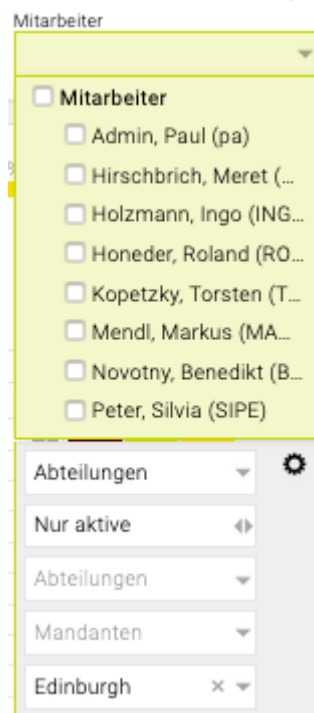 Mitarbeiter
Mitarbeiter
Admin, Paul (pa)
Hirschbrich, Meret (...
Holzmann, Ingo (ING...
Honeder, Roland (RO...
Kopetzky, Torsten (T...
Mendl, Markus (MA...
Novotny, Benedikt (B...
Peter, Silvia (SIPE)
Abteilungen
Nur aktive
Abteilungen
Mandanten
Edinburgh